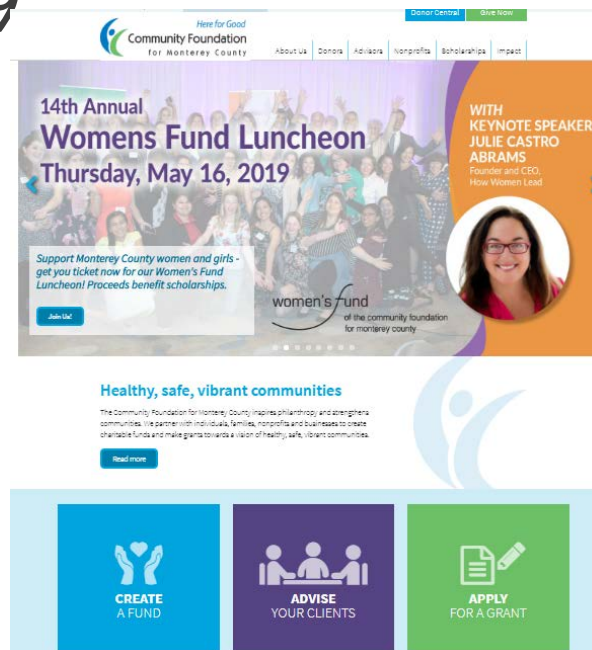 Donor Central
Give Now
Here for Good
Community Foundation
for Monterey County
About Us
Donors
Advisors
Nonprofits
Scholarships
Impact
14th Annual
Womens Fund Luncheon
Thursday, May 16, 2019
WITH
KEYNOTE SPEAKER
JULIE CASTRO
ABRAMS
Founder and CEO,
How Women Lead
Support Monterey County women and girls -
get you ticket now for our Women's Fund
Luncheon! Proceeds benefit scholarships.
Join Us!
women's fund
of the community foundation
for monterey county
Healthy, safe, vibrant communities
The Community Foundation for Monterey County inspires philanthropy and strengthens
communities. We partner with individuals, families, nonprofits and businesses to create
charitable funds and make grants towards a vision of healthy, safe, vibrant communities.
Read more
CREATE
A FUND
ADVISE
YOUR CLIENTS
APPLY
FOR A GRANT